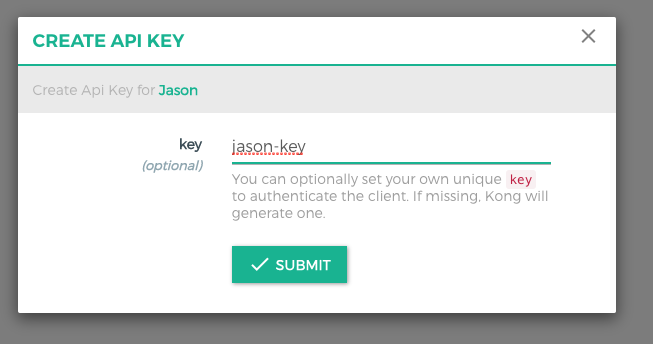 CREATE API KEY
Create Api Key for Jason
key
(optional)
jason-key
You can optionally set your own unique key
to authenticate the client. If missing, Kong will
generate one.
SUBMIT